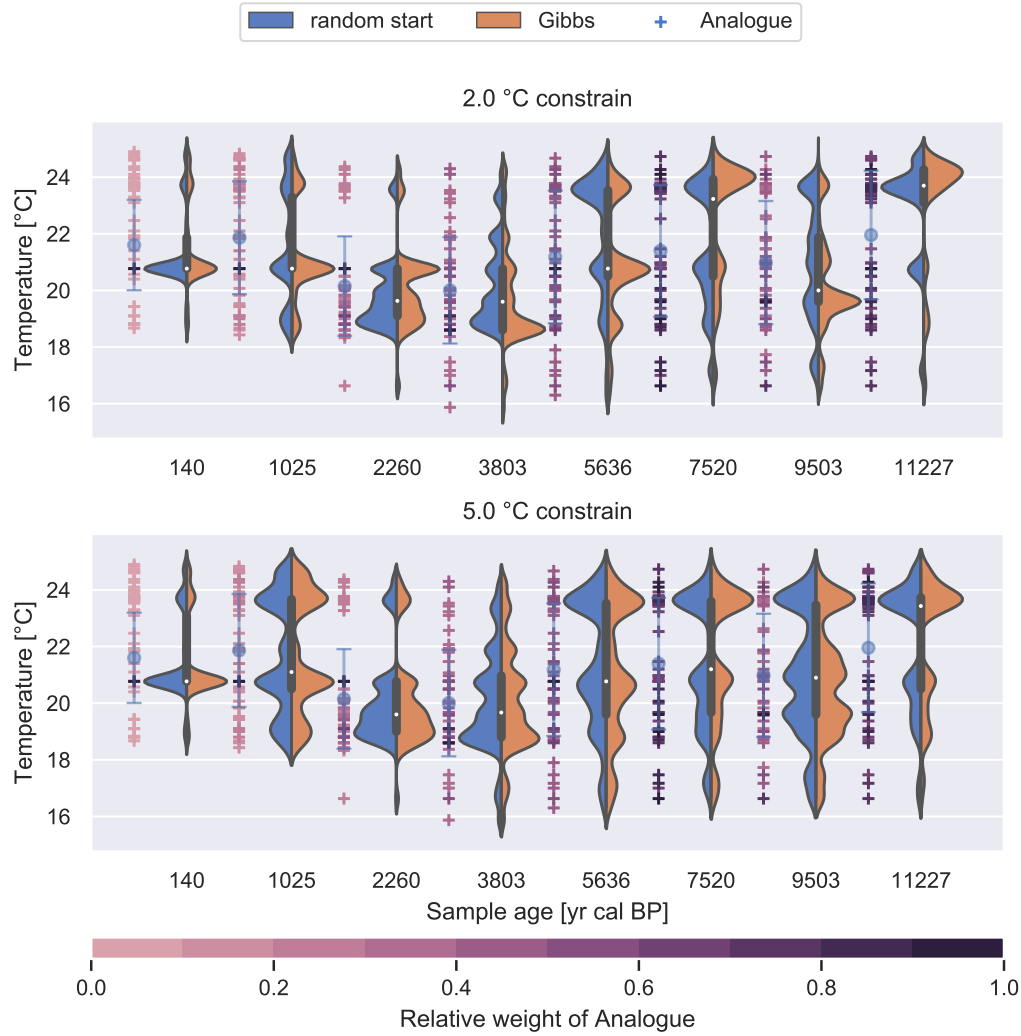 random start Gibbs Analogue
2.0 °C constrain
Temperature [°C]
24
22
20
18
16
140 1025 2260 3803 5636 7520 9503 11227
5.0 °C constrain
Temperature [°C]
24
22
20
18
16
140 1025 2260 3803 5636 7520 9503 11227
Sample age [yr cal BP]
0.0 0.2 0.4 0.6 0.8 1.0
Relative weight of Analogue